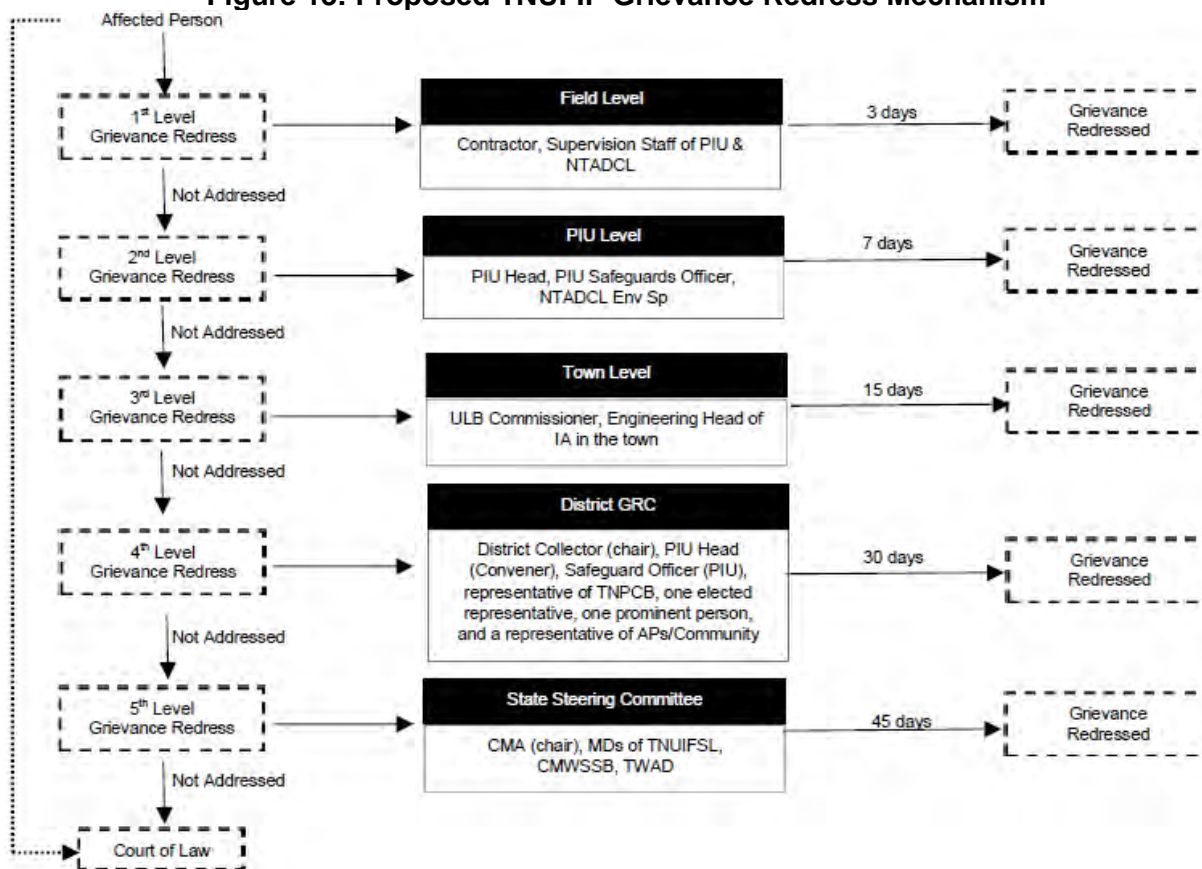 Figure 18: Proposed TNUFIP Grievance Redress Mechanism
Affected Person
1st Level
Grievance Redress
Field Level
Contractor, Supervision Staff of PIU &
NTADCL
3 days
Grievance
Redressed
Not Addressed
2nd Level
Grievance Redress
PIU Level
PIU Head, PIU Safeguards Officer,
NTADCL Env Sp
7 days
Grievance
Redressed
Not Addressed
3rd Level
Grievance Redress
Town Level
ULB Commissioner, Engineering Head of
IA in the town
15 days
Grievance
Redressed
Not Addressed
4th Level
Grievance Redress
District GRC
District Collector (chair), PIU Head
(Convener), Safeguard Officer (PIU),
representative of TNPCB, one elected
representative, one prominent person,
and a representative of APs/Community
30 days
Grievance
Redressed
Not Addressed
5th Level
Grievance Redress
State Steering Committee
CMA (chair), MDs of TNUIFSL,
CMWSSB, TWAD
45 days
Grievance
Redressed
Not Addressed
Court of Law